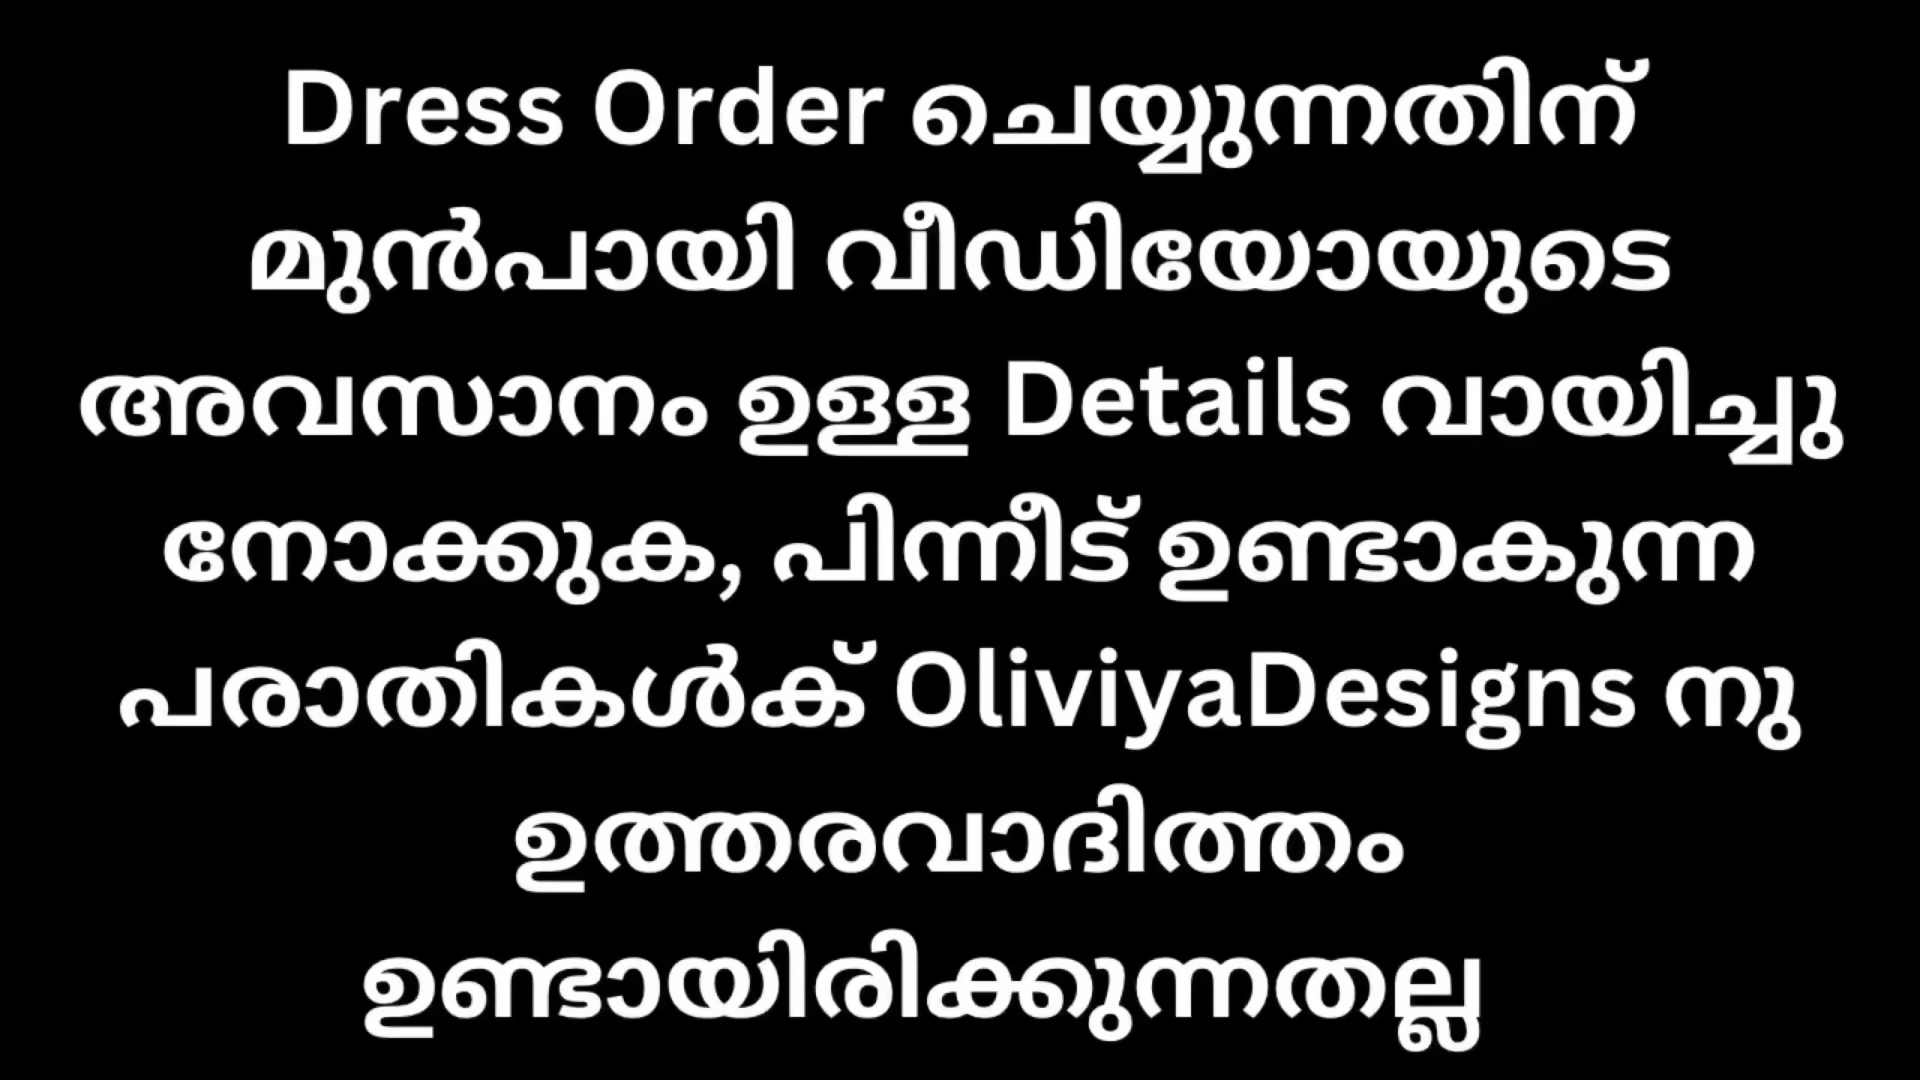 Dress Order ചെയ്യുന്നതിന്
മുൻപായി വീഡിയോയുടെ
അവസാനം ഉള്ള Details വായിച്ചു
നോക്കുക, പിന്നീട് ഉണ്ടാകുന്ന
പരാതികൾക് OliviyaDesigns നു
ഉത്തരവാദിത്തം
ഉണ്ടായിരിക്കുന്നതല്ല